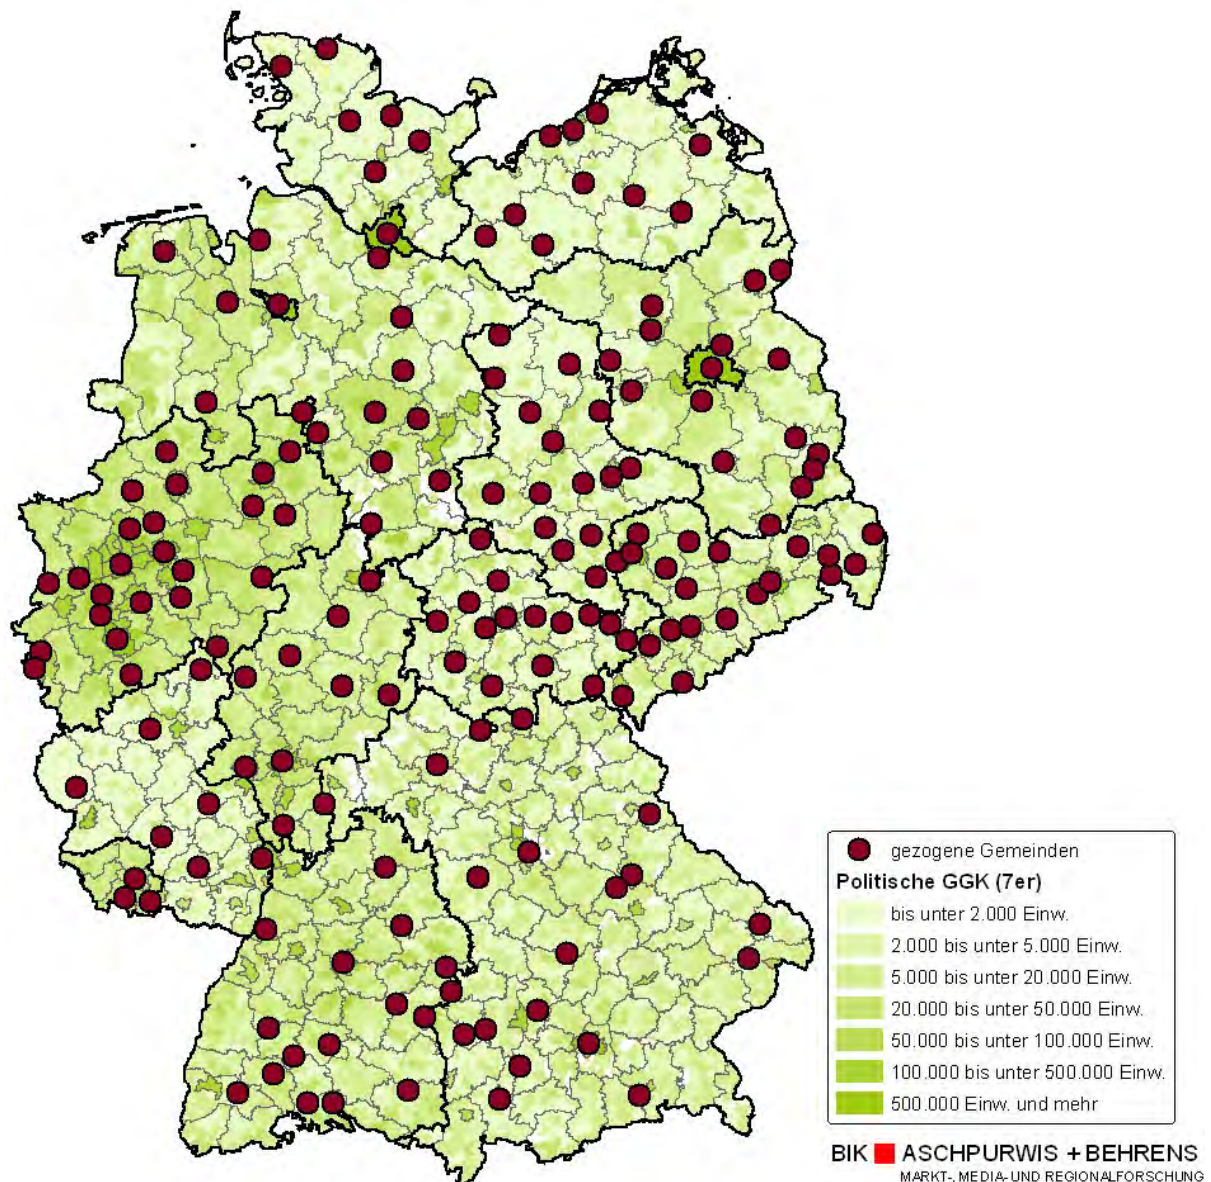 gezogene Gemeinden
Politische GGK (7er)
bis unter 2.000 Einw.
2.000 bis unter 5.000 Einw.
5.000 bis unter 20.000 Einw.
20.000 bis unter 50.000 Einw.
50.000 bis unter 100.000 Einw.
100.000 bis unter 500.000 Einw.
500.000 Einw. und mehr
BIK ASCHPURWIS + BEHRENS
MARKT-, MEDIA- UND REGIONALFORSCHUNG